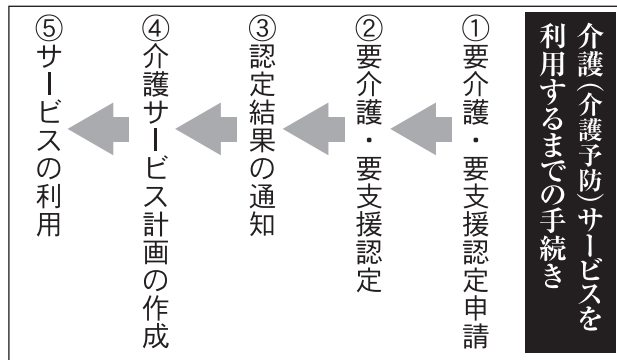 介護(介護予防)サービスを
利用するまでの手続き
①要介護・要支援認定申請
②要介護・要支援認定
③認定結果の通知
④介護サービス計画の作成
⑤サービスの利用